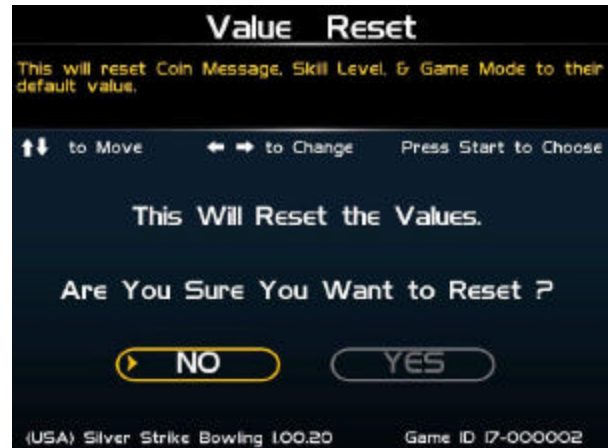 Value Reset
This will reset Coin Message, Skill Level, & Game Mode to their
default value.
to Move to Change Press Start to Choose
This Will Reset the Values.
Are You Sure You Want to Reset ?
NO YES
(USA) Silver Strike Bowling 1.00.20 Game ID 17-000002